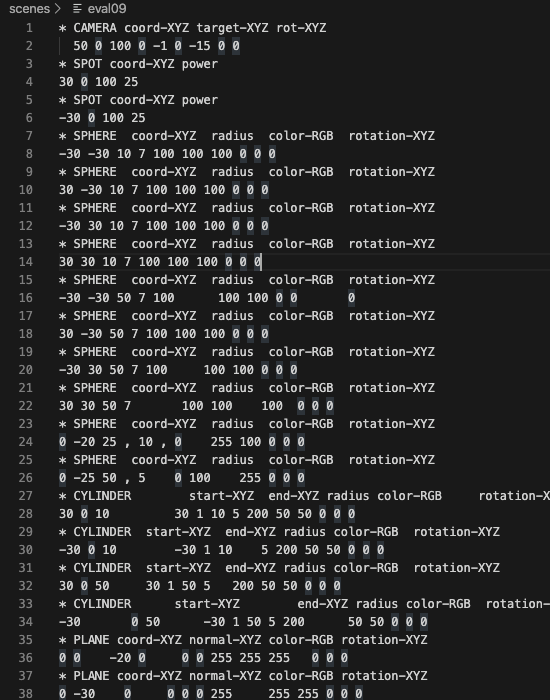 scenes > eval09
1 * CAMERA coord-XYZ target-XYZ rot-XYZ
2 50 0 100 0 -1 0 -15 0 0
3 * SPOT coord-XYZ power
4 30 0 100 25
5 * SPOT coord-XYZ power
6 -30 0 100 25
7 * SPHERE coord-XYZ radius color-RGB rotation-XYZ
8 -30 -30 10 7 100 100 100 0 0 0
9 * SPHERE coord-XYZ radius color-RGB rotation-XYZ
10 30 -30 10 7 100 100 100 0 0 0
11 * SPHERE coord-XYZ radius color-RGB rotation-XYZ
12 -30 30 10 7 100 100 100 0 0 0
13 * SPHERE coord-XYZ radius color-RGB rotation-XYZ
14 30 30 10 7 100 100 100 0 0 0
15 * SPHERE coord-XYZ radius color-RGB rotation-XYZ
16 -30 -30 50 7 100 100 100 0 0 0
17 * SPHERE coord-XYZ radius color-RGB rotation-XYZ
18 30 -30 50 7 100 100 100 0 0 0
19 * SPHERE coord-XYZ radius color-RGB rotation-XYZ
20 -30 30 50 7 100 100 100 0 0 0
21 * SPHERE coord-XYZ radius color-RGB rotation-XYZ
22 30 30 50 7 100 100 100 0 0 0
23 * SPHERE coord-XYZ radius color-RGB rotation-XYZ
24 0 -20 25 , 10 , 0 255 100 0 0 0
25 * SPHERE coord-XYZ radius color-RGB rotation-XYZ
26 0 -25 50 , 5 0 100 255 0 0 0
27 * CYLINDER start-XYZ end-XYZ radius color-RGB rotation-X
28 30 0 10 30 1 10 5 200 50 50 0 0 0
29 * CYLINDER start-XYZ end-XYZ radius color-RGB rotation-XYZ
30 -30 0 10 -30 1 10 5 200 50 50 0 0 0
31 * CYLINDER start-XYZ end-XYZ radius color-RGB rotation-XYZ
32 30 0 50 30 1 50 5 200 50 50 0 0 0
33 * CYLINDER start-XYZ end-XYZ radius color-RGB rotation-
34 -30 0 50 -30 1 50 5 200 50 50 0 0 0
35 * PLANE coord-XYZ normal-XYZ color-RGB rotation-XYZ
36 0 0 -20 0 0 0 255 255 255 0 0 0
37 * PLANE coord-XYZ normal-XYZ color-RGB rotation-XYZ
38 0 -30 0 0 0 0 255 255 255 0 0 0